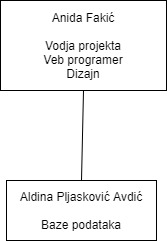 Anida Fakić
Vodja projekta
Veb programer
Dizajn
Aldina Pljasković Avdić
Baze podataka